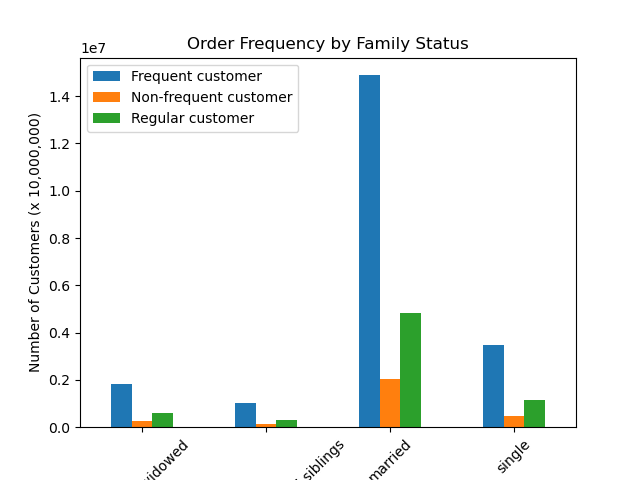 Order Frequency by Family Status
1e7
Frequent customer
Non-frequent customer
Regular customer
Number of Customers (x 10,000,000)
1.4
1.2
1.0
0.8
0.6
0.4
0.2
0.0
siblings
married
single